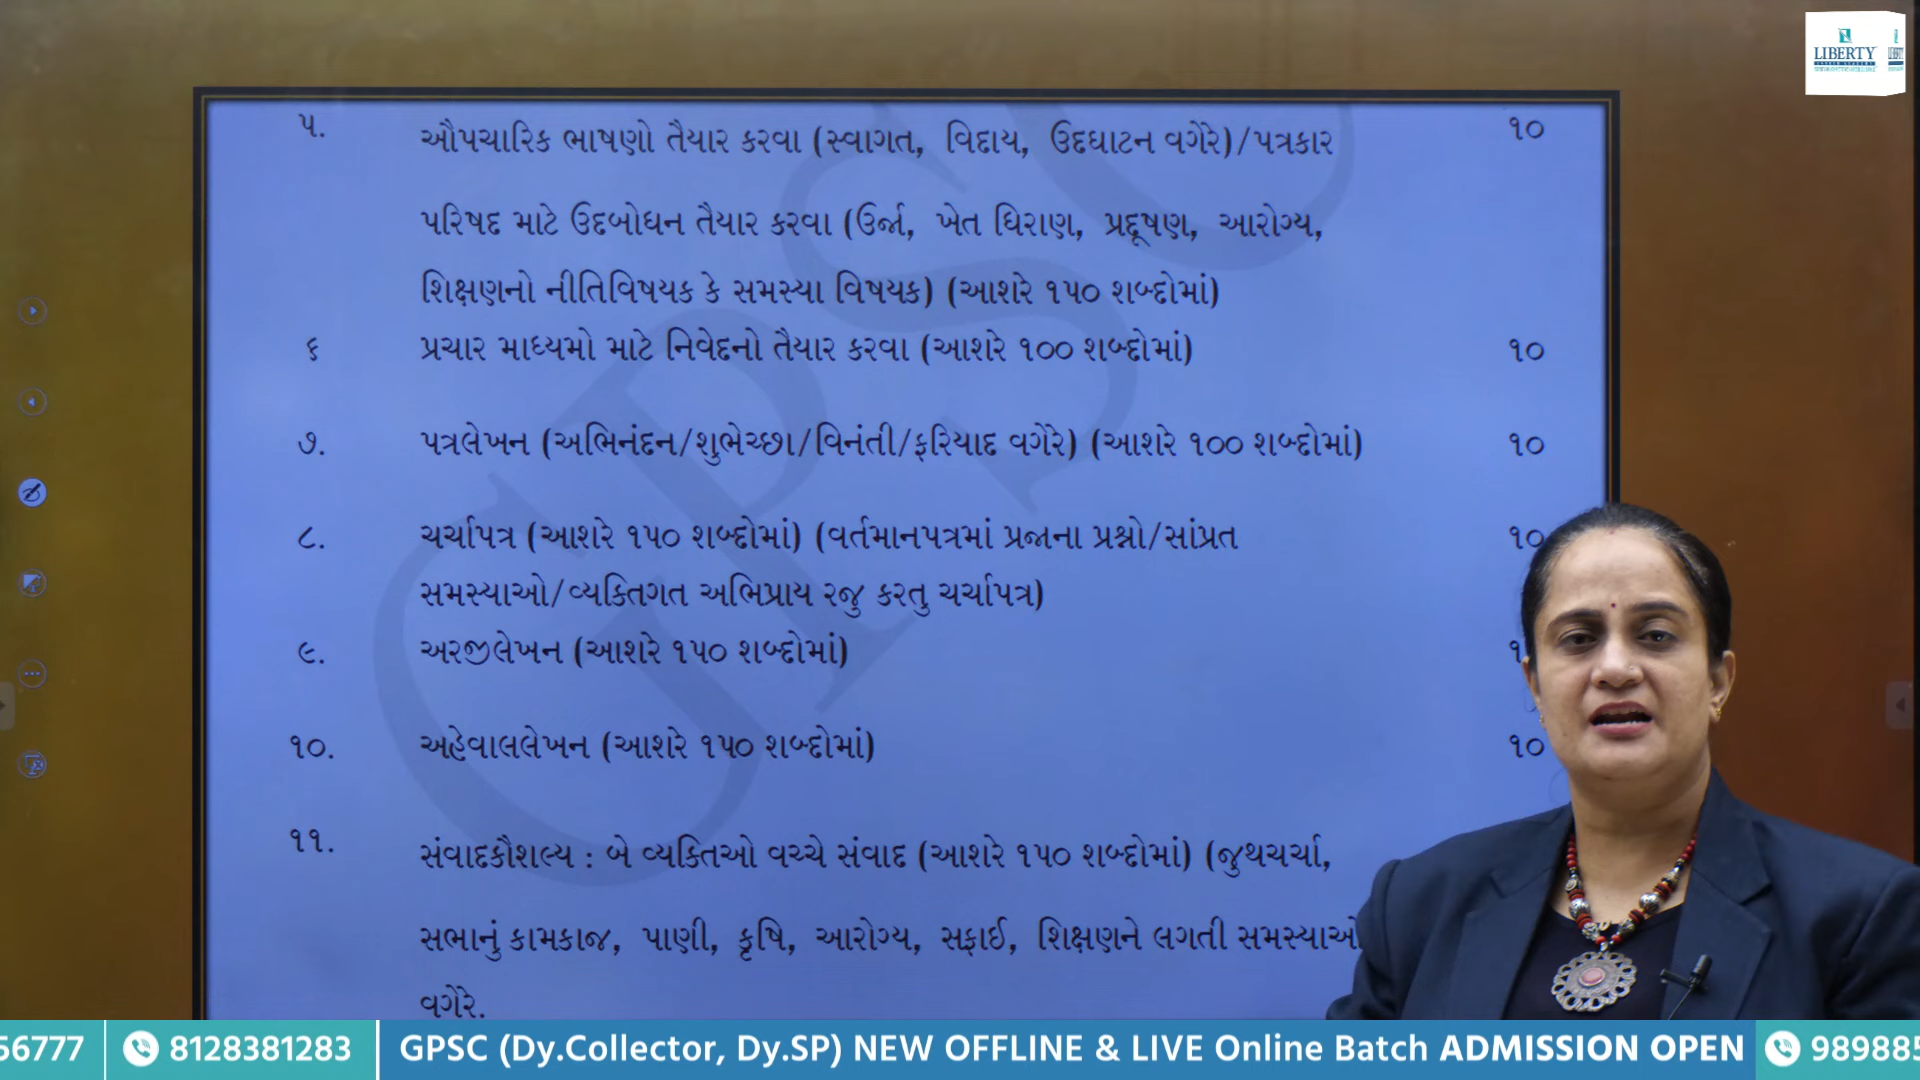 LIBERTY
૫. ઔપચારિક ભાષણો તૈયાર કરવા (સ્વાગત, વિદાય, ઉદઘાટન વગેરે)/પત્રકાર ૧૦
પરિષદ માટે ઉદબોધન તૈયાર કરવા (ઉર્જા, ખેત ધિરાણ, પ્રદૂષણ, આરોગ્ય,
શિક્ષણનો નીતિવિષયક કે સમસ્યા વિષયક) (આશરે ૧૫૦ શબ્દોમાં)
૬ પ્રચાર માધ્યમો માટે નિવેદનો તૈયાર કરવા (આશરે ૧૦૦ શબ્દોમાં) ૧૦
૭. પત્રલેખન (અભિનંદન/શુભેચ્છા/વિનંતી/ફરિયાદ વગેરે) (આશરે ૧૦૦ શબ્દોમાં) ૧૦
૮. ચર્ચાપત્ર (આશરે ૧૫૦ શબ્દોમાં) (વર્તમાનપત્રમાં પ્રજાના પ્રશ્નો/સાંપ્રત ૧૦
સમસ્યાઓ/વ્યક્તિગત અભિપ્રાય રજુ કરતુ ચર્ચાપત્ર)
૯. અરજીલેખન (આશરે ૧૫૦ શબ્દોમાં)
૧૦. અહેવાલલેખન (આશરે ૧૫૦ શબ્દોમાં) ૧૦
૧૧. સંવાદકૌશલ્ય : બે વ્યક્તિઓ વચ્ચે સંવાદ (આશરે ૧૫૦ શબ્દોમાં) (જુથચર્ચા,
સભાનું કામકાજ, પાણી, કૃષિ, આરોગ્ય, સફાઈ, શિક્ષણને લગતી સમસ્યાઓ
વગેરે.
GPSC
56777 8128381283 GPSC (Dy.Collector, Dy.SP) NEW OFFLINE & LIVE Online Batch ADMISSION OPEN 989885